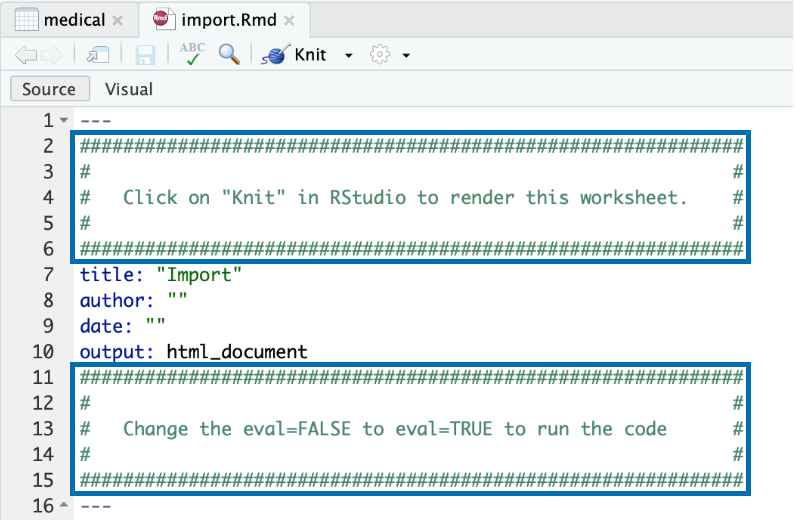 medical
import.Rmd
ABC
Knit
Source Visual
1 ---
2 #############################################################
3 # #
4 # Click on "Knit" in RStudio to render this worksheet. #
5 # #
6 #############################################################
7 title: "Import"
8 author: ""
9 date: ""
10 output: html_document
11 #############################################################
12 # #
13 # Change the eval=FALSE to eval=TRUE to run the code #
14 # #
15 #############################################################
16 ---